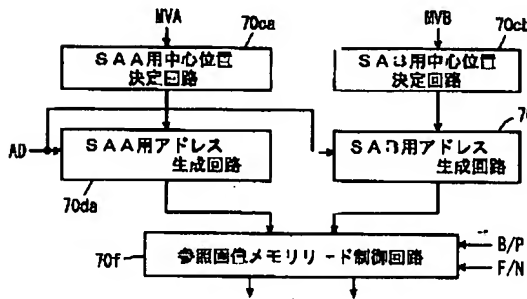 MVA
MVB
70ca
70cb
SAA用中心位置
決定回路
SAB用中心位置
決定回路
AD
SAA用アドレス
生成回路
SAB用アドレス
生成回路
70da
70f
参照画像メモリリード制御回路
B/P
F/N